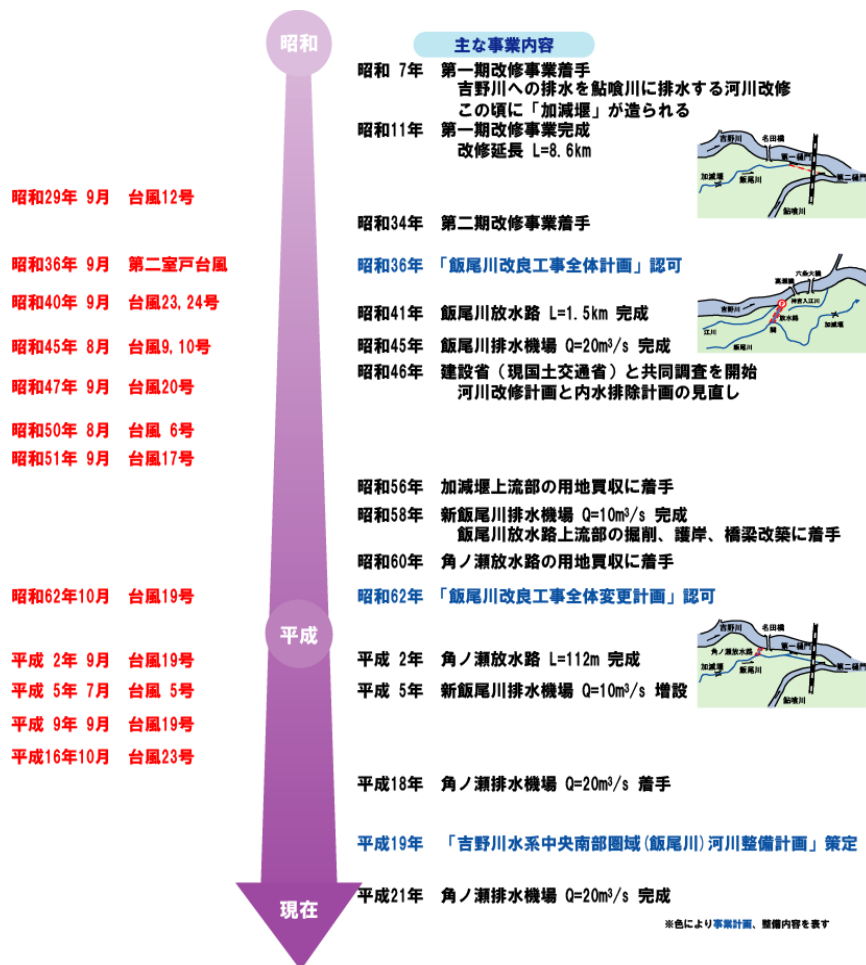 昭和
主な事業内容
昭和 7年 第一期改修事業着手
吉野川への排水を鮎喰川に排水する河川改修
この頃に「加減堰」が造られる
昭和11年 第一期改修事業完成
改修延長 L=8.6km
吉野川
名田橋
第一樋門
加減堰
飯尾川
第二樋門
鮎喰川
昭和29年 9月 台風12号
昭和34年 第二期改修事業着手
昭和36年 9月 第二室戸台風
昭和36年 「飯尾川改良工事全体計画」認可
六条大橋
高瀬橋
吉野川
神宮入江川
江川
放水路
加減堰
飯尾川
昭和40年 9月 台風23,24号
昭和41年 飯尾川放水路 L=1.5km 完成
昭和45年 8月 台風9,10号
昭和45年 飯尾川排水機場 Q=20m³/s 完成
昭和46年 建設省（現国土交通省）と共同調査を開始
河川改修計画と内水排除計画の見直し
昭和47年 9月 台風20号
昭和50年 8月 台風 6号
昭和51年 9月 台風17号
昭和56年 加減堰上流部の用地買収に着手
昭和58年 新飯尾川排水機場 Q=10m³/s 完成
飯尾川放水路上流部の掘削、護岸、橋梁改築に着手
昭和60年 角ノ瀬放水路の用地買収に着手
昭和62年10月 台風19号
昭和62年 「飯尾川改良工事全体変更計画」認可
平成
吉野川
名田橋
角ノ瀬放水路
第一樋門
加減堰
飯尾川
第二樋門
鮎喰川
平成 2年 9月 台風19号
平成 2年 角ノ瀬放水路 L=112m 完成
平成 5年 7月 台風 5号
平成 5年 新飯尾川排水機場 Q=10m³/s 増設
平成 9年 9月 台風19号
平成16年10月 台風23号
平成18年 角ノ瀬排水機場 Q=20m³/s 着手
平成19年 「吉野川水系中央南部圏域(飯尾川)河川整備計画」策定
平成21年 角ノ瀬排水機場 Q=20m³/s 完成
現在
※色により事業計画、整備内容を表す